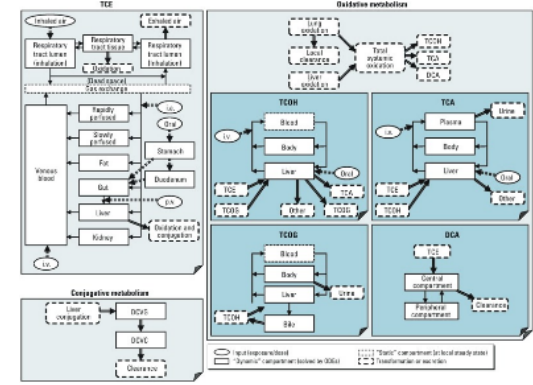 TCE
Inhaled air
Exhaled air
Respiratory
tract lumen
(inhalation)
Respiratory
tract tissue
Respiratory
tract lumen
(inhalation)
Oxidation
(Dead space)
Gas exchange
Venous
blood
Rapidly
perfused
Slowly
perfused
Fat
Gut
Liver
Kidney
i.a.
Oral
Stomach
Duodenum
p.v.
Oxidation and
conjugation
i.v.
Conjugative metabolism
Liver
conjugation
DCVG
DCVC
Clearance
Oxidative metabolism
Lung
oxidation
Local
clearance
Liver
oxidation
Total
systemic
oxidation
TCOH
TCA
DCA
TCOH
Blood
i.v.
Body
Liver
Oral
TCE
TCOG
TCA
Other
TCOG
TCA
Plasma
Urine
i.v.
Body
Liver
Oral
TCE
TCOH
Other
TCOG
Blood
Body
Liver
Urine
TCOH
Bile
DCA
TCE
Central
compartment
Peripheral
compartment
Clearance
Input (exposure/dose)
"Dynamic" compartment (solved by ODEs)
"Static" compartment (at local steady state)
Transformation or excretion